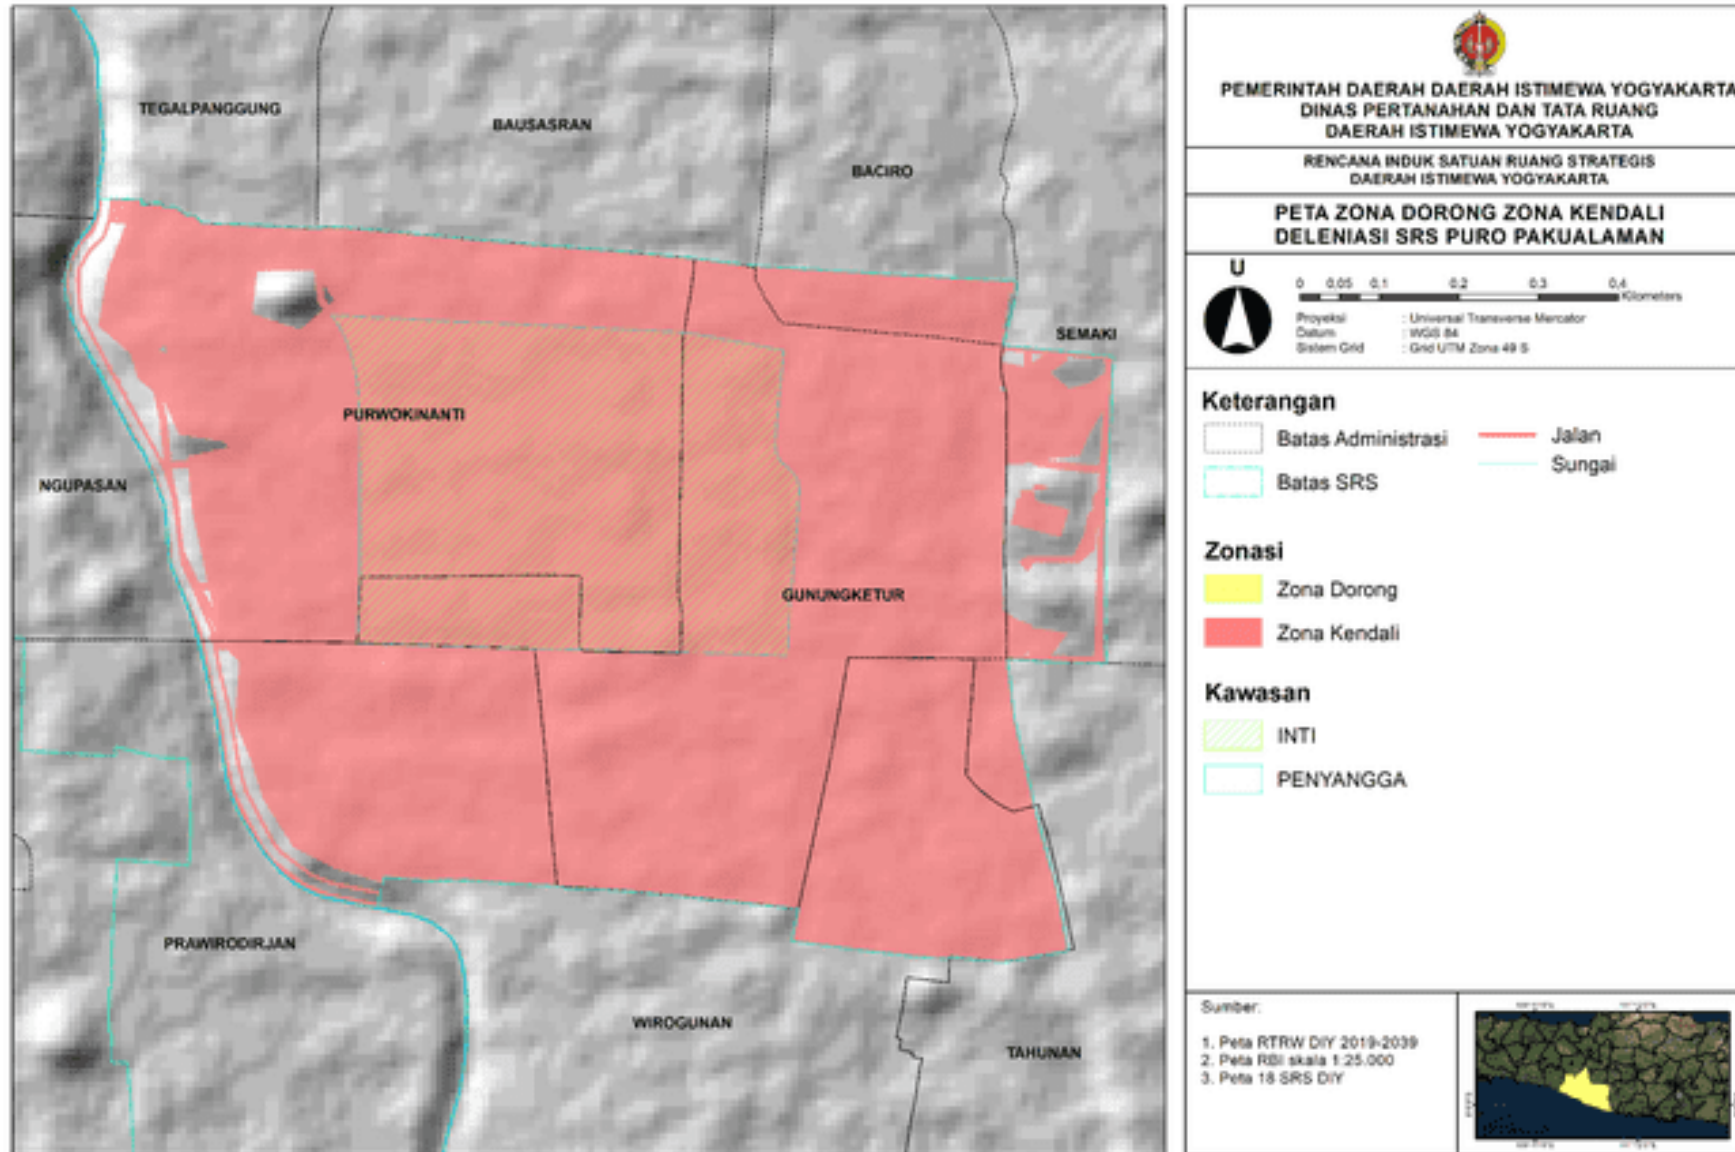 TEGALPANGGUNG
BAUSASRAN
BACIRO
SEMAKI
PURWOKINANTI
NGUPASAN
GUNUNGKETUR
PRAWIRODIRJAN
WIROGUNAN
TAHUNAN
PEMERINTAH DAERAH DAERAH ISTIMEWA YOGYAKARTA
DINAS PERTANAHAN DAN TATA RUANG
DAERAH ISTIMEWA YOGYAKARTA
RENCANA INDUK SATUAN RUANG STRATEGIS
DAERAH ISTIMEWA YOGYAKARTA
PETA ZONA DORONG ZONA KENDALI
DELENIASI SRS PURO PAKUALAMAN
U
0 0,05 0,1 0,2 0,3 0,4
Kilometers
Proyeksi : Universal Transverse Mercator
Datum : WGS 84
Sistem Grid : Grid UTM Zona 49 S
Keterangan
Batas Administrasi
Jalan
Batas SRS
Sungai
Zonasi
Zona Dorong
Zona Kendali
Kawasan
INTI
PENYANGGA
Sumber:
1. Peta RTRW DIY 2019-2039
2. Peta RBI skala 1:25.000
3. Peta 18 SRS DIY